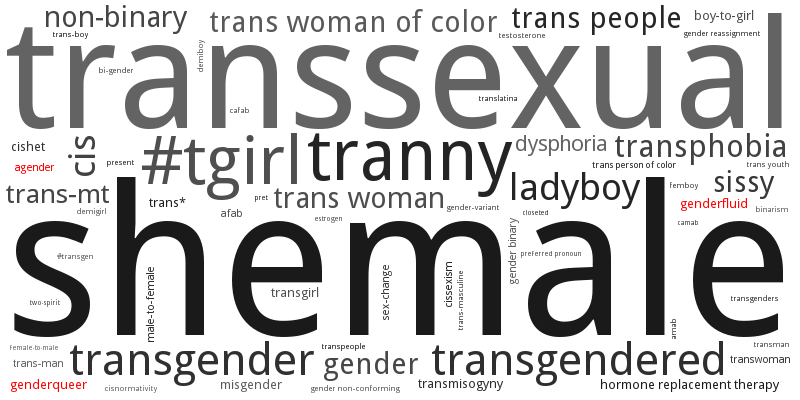 non-binary
trans woman of color
trans people
boy-to-girl
trans-boy
testosterone
gender reassignment
transsexual
demiboy
bi-gender
cafab
translatina
cishet
cis
#tgirl
tranny
dysphoria
transphobia
agender
present
trans person of color
trans youth
trans-mt
trans*
pret
trans woman
ladyboy
femboy
sissy
demigirl
afab
estrogen
gender-variant
closeted
genderfluid
binarism
camab
shemale
#transgen
gender binary
preferred pronoun
two-spirit
male-to-female
transgirl
sex-change
cissexism
trans-masculine
transgenders
amab
Female-to-male
transgender
transpeople
gender
transgendered
transman
trans-man
transwoman
genderqueer
cisnormativity
misgender
gender non-conforming
transmisogyny
hormone replacement therapy